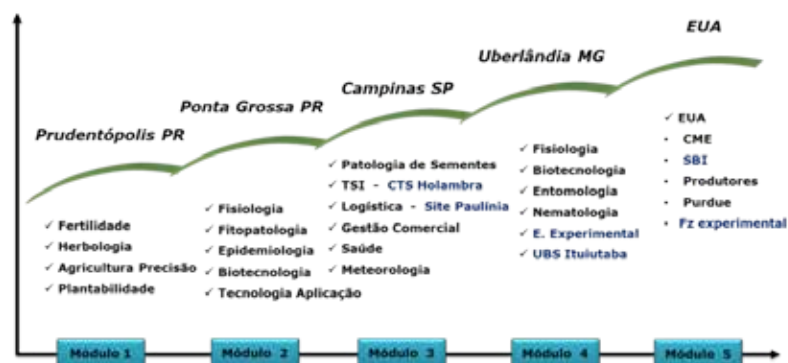 EUA
Uberlândia MG
Campinas SP
Ponta Grossa PR
Prudentópolis PR
✓ Fertilidade
✓ Herbologia
✓ Agricultura Precisão
✓ Plantabilidade
✓ Fisiologia
✓ Fitopatologia
✓ Epidemiologia
✓ Biotecnologia
✓ Tecnologia Aplicação
✓ Patologia de Sementes
✓ TSI - CTS Holambra
✓ Logística - Site Paulínia
✓ Gestão Comercial
✓ Saúde
✓ Meteorologia
✓ Fisiologia
✓ Biotecnologia
✓ Entomologia
✓ Nematologia
✓ E. Experimental
✓ UBS Ituiutaba
✓ EUA
• CME
• SBI
• Produtores
• Purdue
• Fz experimental
Módulo 1
Módulo 2
Módulo 3
Módulo 4
Módulo 5